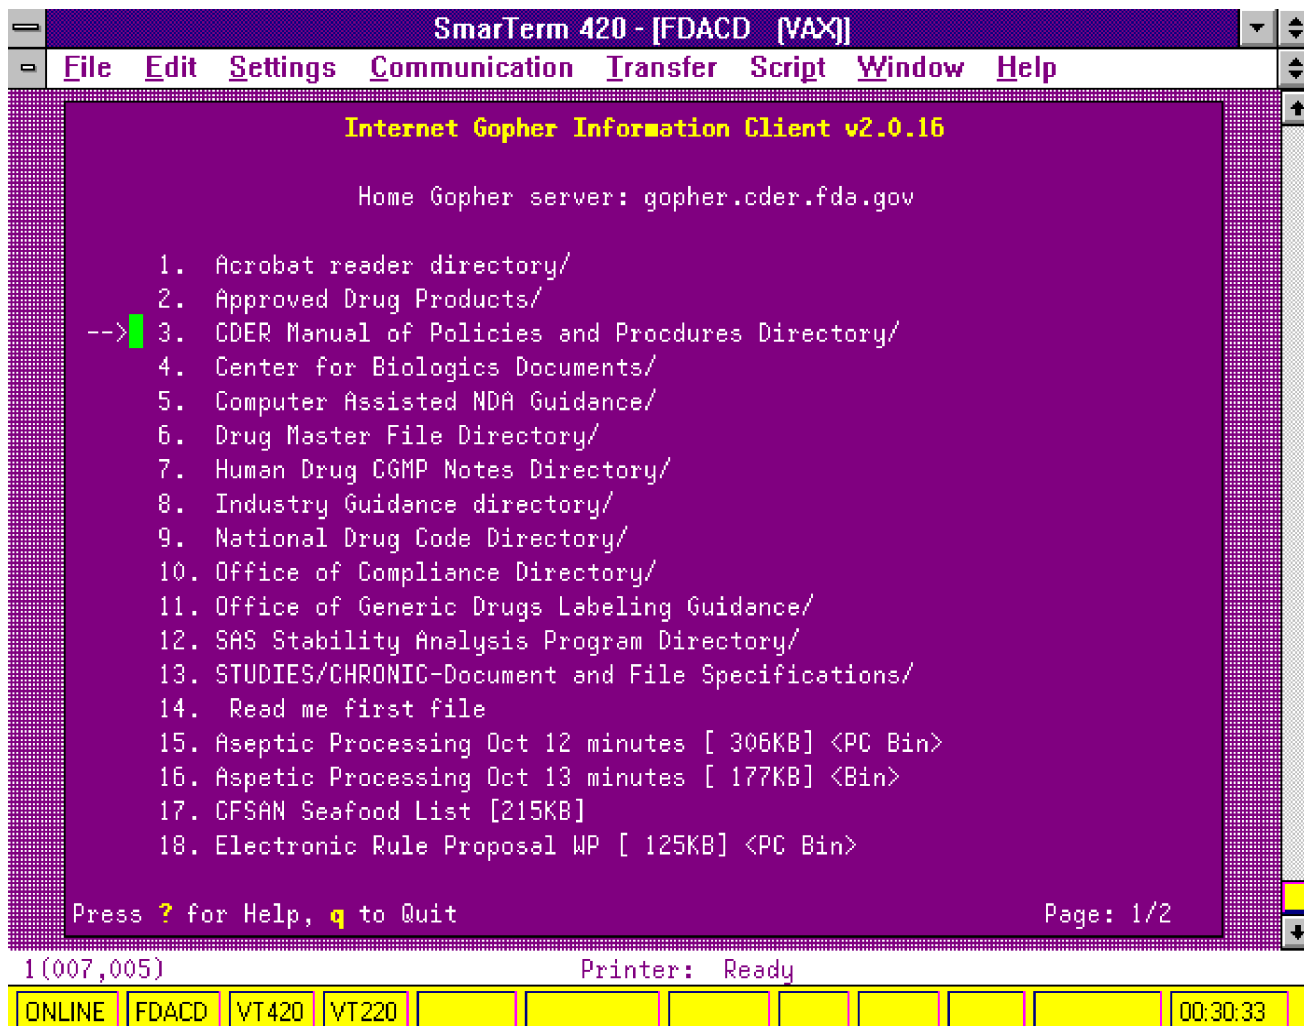 SmarTerm 420 - [FDACD (VAX)]
File Edit Settings Communication Transfer Script Window Help
Internet Gopher Information Client v2.0.16
Home Gopher server: gopher.cder.fda.gov
1. Acrobat reader directory/
2. Approved Drug Products/
--> 3. CDER Manual of Policies and Procdures Directory/
4. Center for Biologics Documents/
5. Computer Assisted NDA Guidance/
6. Drug Master File Directory/
7. Human Drug CGMP Notes Directory/
8. Industry Guidance directory/
9. National Drug Code Directory/
10. Office of Compliance Directory/
11. Office of Generic Drugs Labeling Guidance/
12. SAS Stability Analysis Program Directory/
13. STUDIES/CHRONIC-Document and File Specifications/
14. Read me first file
15. Aseptic Processing Oct 12 minutes [ 306KB] <PC Bin>
16. Aspetic Processing Oct 13 minutes [ 177KB] <Bin>
17. CFSAN Seafood List [215KB]
18. Electronic Rule Proposal WP [ 125KB] <PC Bin>
Press ? for Help, q to Quit Page: 1/2
1(007,005) Printer: Ready
ONLINE FDACD VT420 VT220 00:30:33